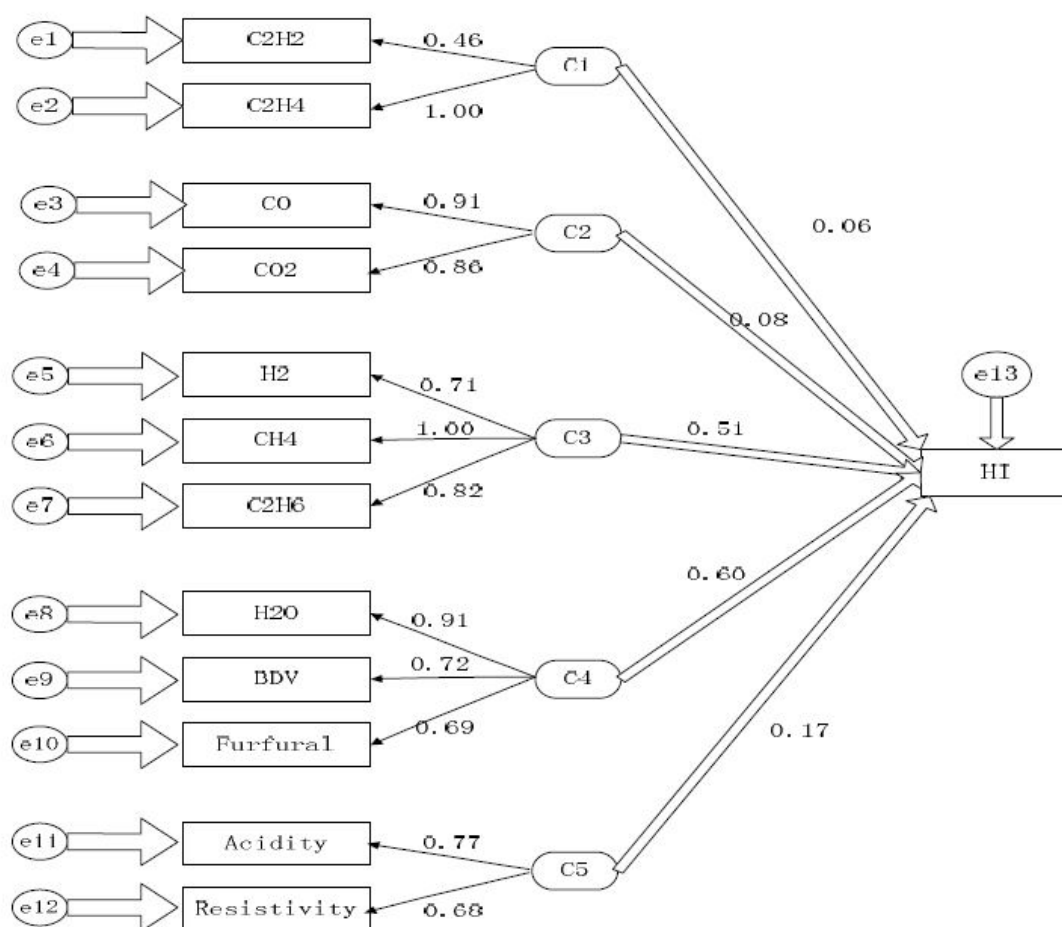 e1
C2H2
0.46
C1
e2
C2H4
1.00
0.06
e3
CO
0.91
C2
e4
CO2
0.86
0.08
e5
H2
0.71
e13
e6
CH4
1.00
C3
0.51
HI
e7
C2H6
0.82
e8
H2O
0.91
0.60
e9
BDV
0.72
C4
e10
Furfural
0.69
0.17
e11
Acidity
0.77
C5
e12
Resistivity
0.68